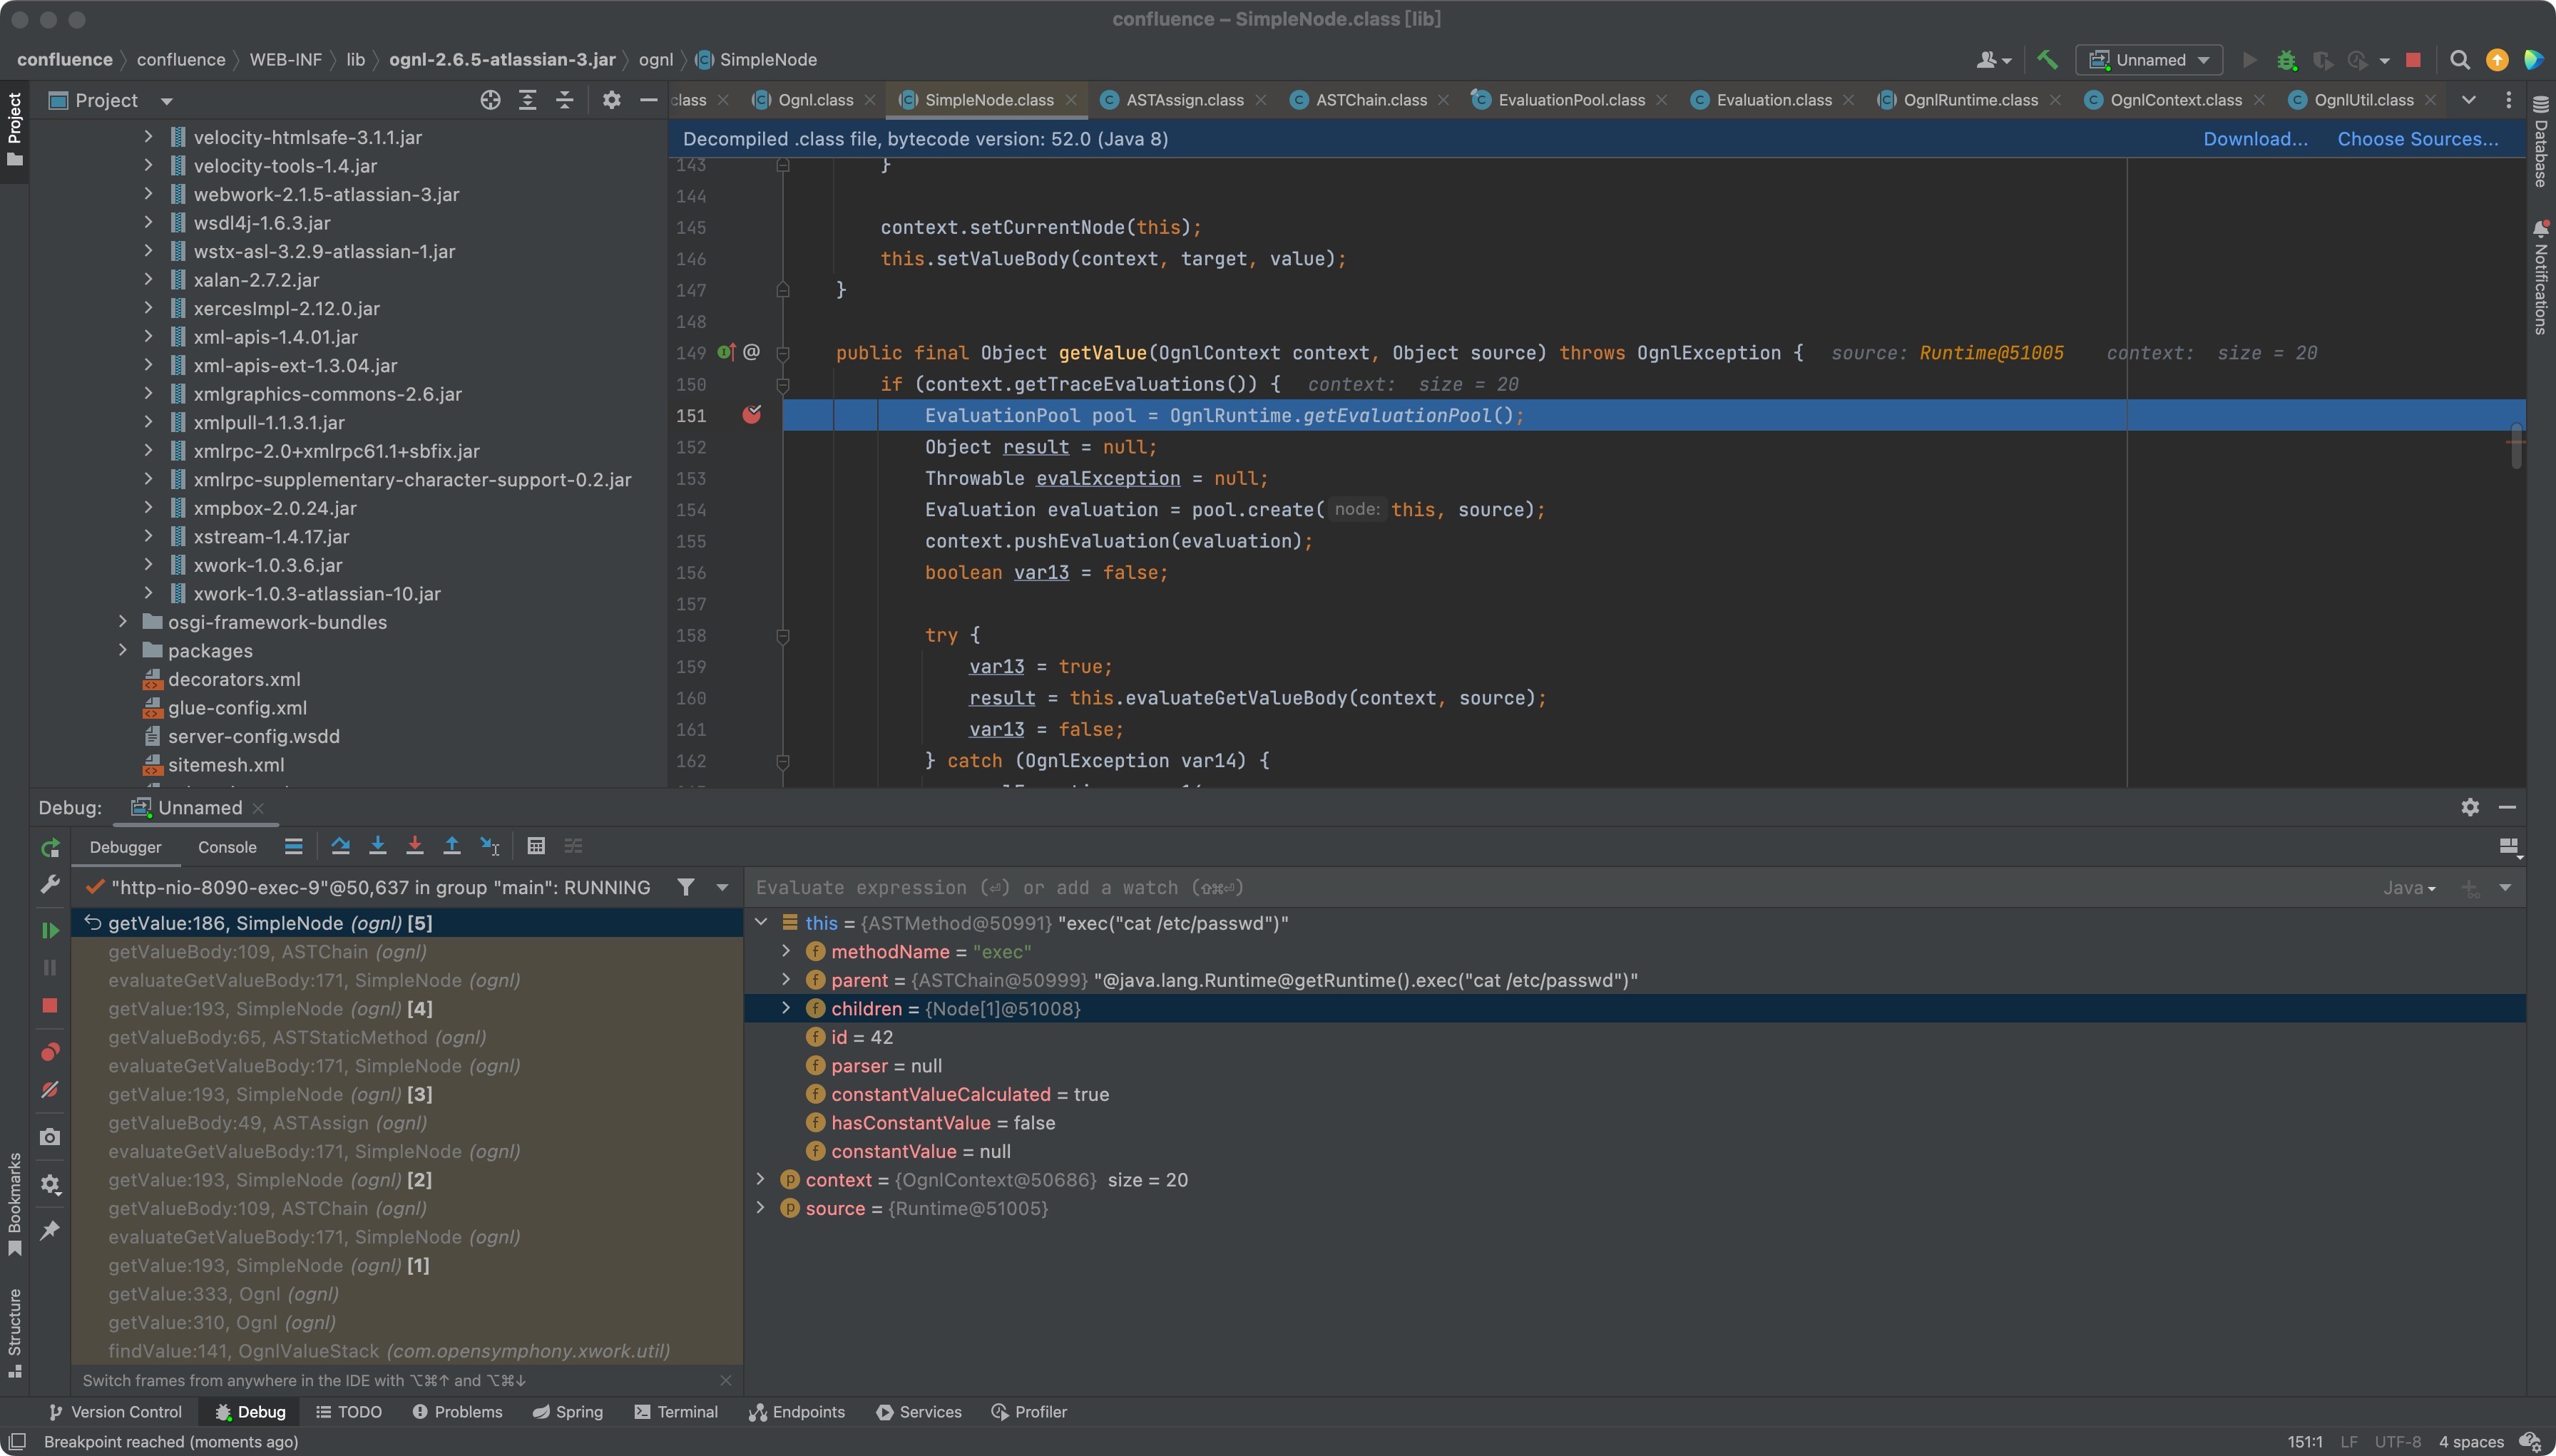 confluence – SimpleNode.class [lib]
confluence › confluence › WEB-INF › lib › ognl-2.6.5-atlassian-3.jar › ognl › SimpleNode
Unnamed
Project
class
Ognl.class
SimpleNode.class
ASTAssign.class
ASTChain.class
EvaluationPool.class
Evaluation.class
OgnlRuntime.class
OgnlContext.class
OgnlUtil.class
Decompiled .class file, bytecode version: 52.0 (Java 8)
Download...
Choose Sources...
Project
Bookmarks
Structure
Database
Notifications
velocity-htmlsafe-3.1.1.jar
velocity-tools-1.4.jar
webwork-2.1.5-atlassian-3.jar
wsdl4j-1.6.3.jar
wstx-asl-3.2.9-atlassian-1.jar
xalan-2.7.2.jar
xercesImpl-2.12.0.jar
xml-apis-1.4.01.jar
xml-apis-ext-1.3.04.jar
xmlgraphics-commons-2.6.jar
xmlpull-1.1.3.1.jar
xmlrpc-2.0+xmlrpc61.1+sbfix.jar
xmlrpc-supplementary-character-support-0.2.jar
xmpbox-2.0.24.jar
xstream-1.4.17.jar
xwork-1.0.3.6.jar
xwork-1.0.3-atlassian-10.jar
osgi-framework-bundles
packages
decorators.xml
glue-config.xml
server-config.wsdd
sitemesh.xml
143 }
144
145 context.setCurrentNode(this);
146 this.setValueBody(context, target, value);
147 }
148
149 @ public final Object getValue(OgnlContext context, Object source) throws OgnlException { source: Runtime@51005 context: size = 20
150 if (context.getTraceEvaluations()) { context: size = 20
151 EvaluationPool pool = OgnlRuntime.getEvaluationPool();
152 Object result = null;
153 Throwable evalException = null;
154 Evaluation evaluation = pool.create( node: this, source);
155 context.pushEvaluation(evaluation);
156 boolean var13 = false;
157
158 try {
159 var13 = true;
160 result = this.evaluateGetValueBody(context, source);
161 var13 = false;
162 } catch (OgnlException var14) {
Debug: Unnamed
Debugger Console
"http-nio-8090-exec-9"@50,637 in group "main": RUNNING
getValue:186, SimpleNode (ognl) [5]
getValueBody:109, ASTChain (ognl)
evaluateGetValueBody:171, SimpleNode (ognl)
getValue:193, SimpleNode (ognl) [4]
getValueBody:65, ASTStaticMethod (ognl)
evaluateGetValueBody:171, SimpleNode (ognl)
getValue:193, SimpleNode (ognl) [3]
getValueBody:49, ASTAssign (ognl)
evaluateGetValueBody:171, SimpleNode (ognl)
getValue:193, SimpleNode (ognl) [2]
getValueBody:109, ASTChain (ognl)
evaluateGetValueBody:171, SimpleNode (ognl)
getValue:193, SimpleNode (ognl) [1]
getValue:333, Ognl (ognl)
getValue:310, Ognl (ognl)
findValue:141, OgnlValueStack (com.opensymphony.xwork.util)
Switch frames from anywhere in the IDE with ⌥⌘↑ and ⌥⌘↓
Evaluate expression (⏎) or add a watch (⇧⌘⏎)
Java
this = {ASTMethod@50991} "exec("cat /etc/passwd")"
methodName = "exec"
parent = {ASTChain@50999} "@java.lang.Runtime@getRuntime().exec("cat /etc/passwd")"
children = {Node[1]@51008}
id = 42
parser = null
constantValueCalculated = true
hasConstantValue = false
constantValue = null
context = {OgnlContext@50686} size = 20
source = {Runtime@51005}
Version Control
Debug
TODO
Problems
Spring
Terminal
Endpoints
Services
Profiler
Breakpoint reached (moments ago)
151:1 LF UTF-8 4 spaces